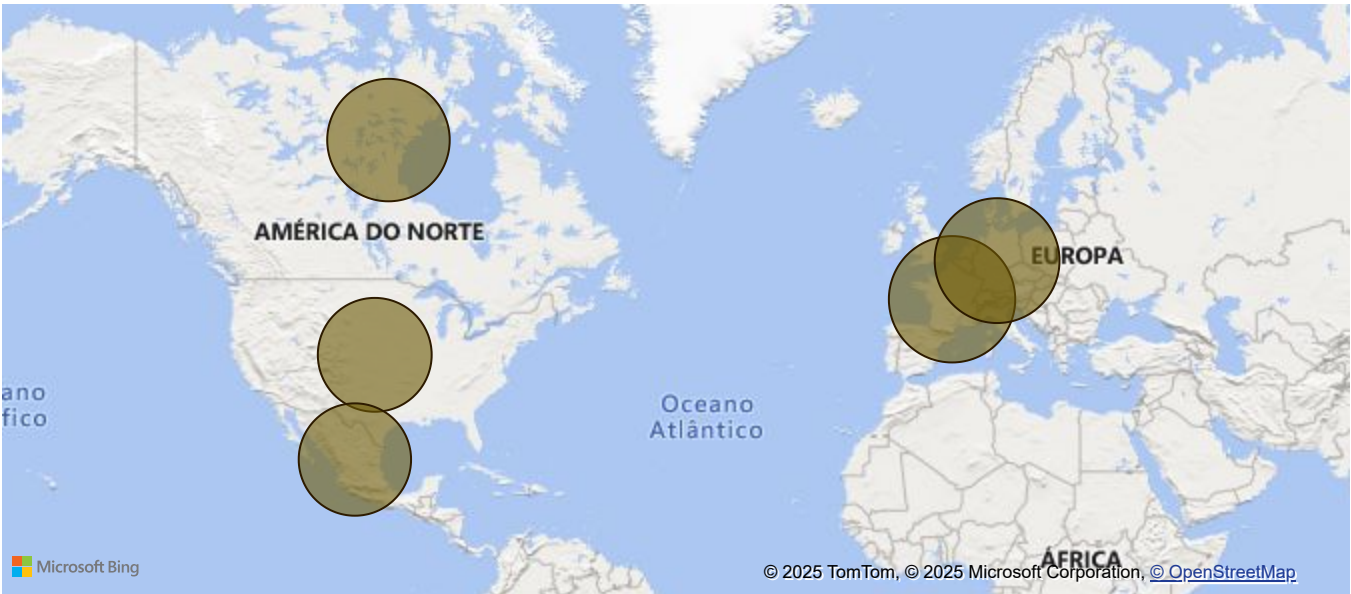 AMÉRICA DO NORTE
EUROPA
ano
fico
Oceano
Atlântico
ÁFRICA
Microsoft Bing
© 2025 TomTom, © 2025 Microsoft Corporation, © OpenStreetMap